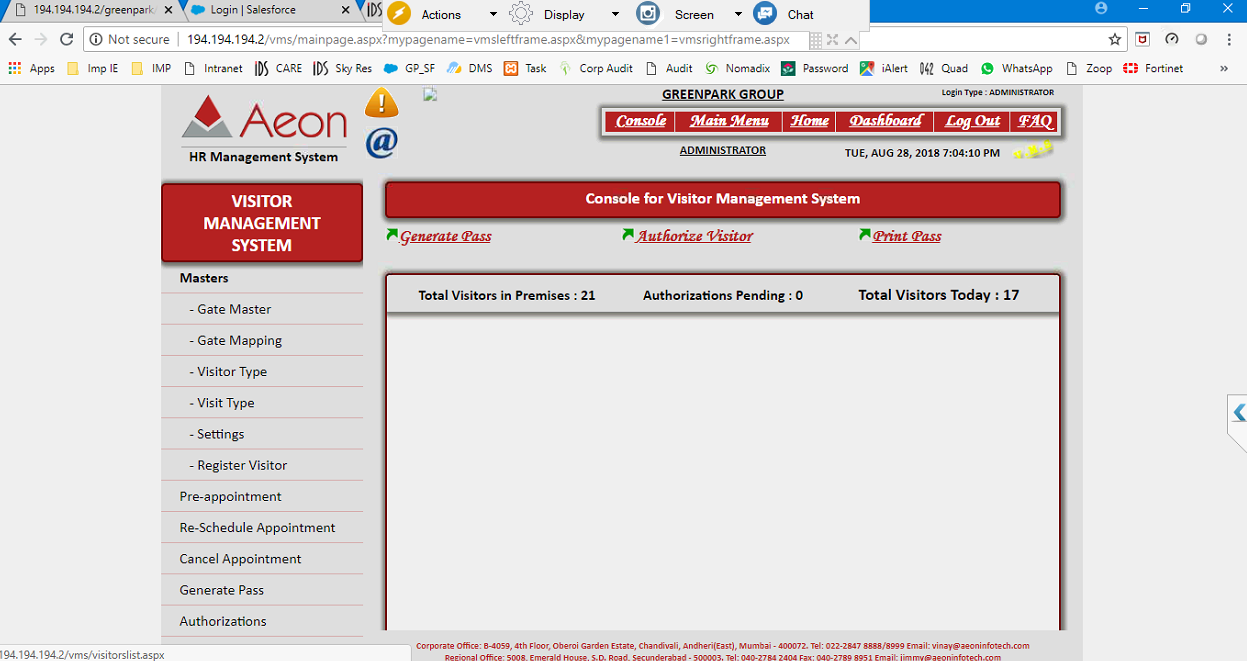 194.194.194.2/greenpark
Login | Salesforce
IDS
Actions
Display
Screen
Chat
Not secure
194.194.194.2/vms/mainpage.aspx?mypagename=vmsleftframe.aspx&mypagename1=vmsrightframe.aspx
Apps
Imp IE
IMP
Intranet
IDS CARE
IDS Sky Res
GP_SF
DMS
Task
Corp Audit
Audit
Nomadix
Password
iAlert
Quad
WhatsApp
Zoop
Fortinet
»
Aeon
HR Management System
@
GREENPARK GROUP
Login Type : ADMINISTRATOR
Console
Main Menu
Home
Dashboard
Log Out
FAQ
ADMINISTRATOR
TUE, AUG 28, 2018 7:04:10 PM
VISITOR
MANAGEMENT
SYSTEM
Masters
- Gate Master
- Gate Mapping
- Visitor Type
- Visit Type
- Settings
- Register Visitor
Pre-appointment
Re-Schedule Appointment
Cancel Appointment
Generate Pass
Authorizations
Console for Visitor Management System
Generate Pass
Authorize Visitor
Print Pass
Total Visitors in Premises : 21
Authorizations Pending : 0
Total Visitors Today : 17
194.194.194.2/vms/visitorslist.aspx
Corporate Office: B-4059, 4th Floor, Oberoi Garden Estate, Chandivali, Andheri(East), Mumbai - 400072. Tel: 022-2847 8888/8999 Email: vinay@aeoninfotech.com
Regional Office: 5008, Emerald House, S.D. Road, Secunderabad - 500003. Tel: 040-2784 2404 Fax: 040-2789 8951 Email: jimmy@aeoninfotech.com